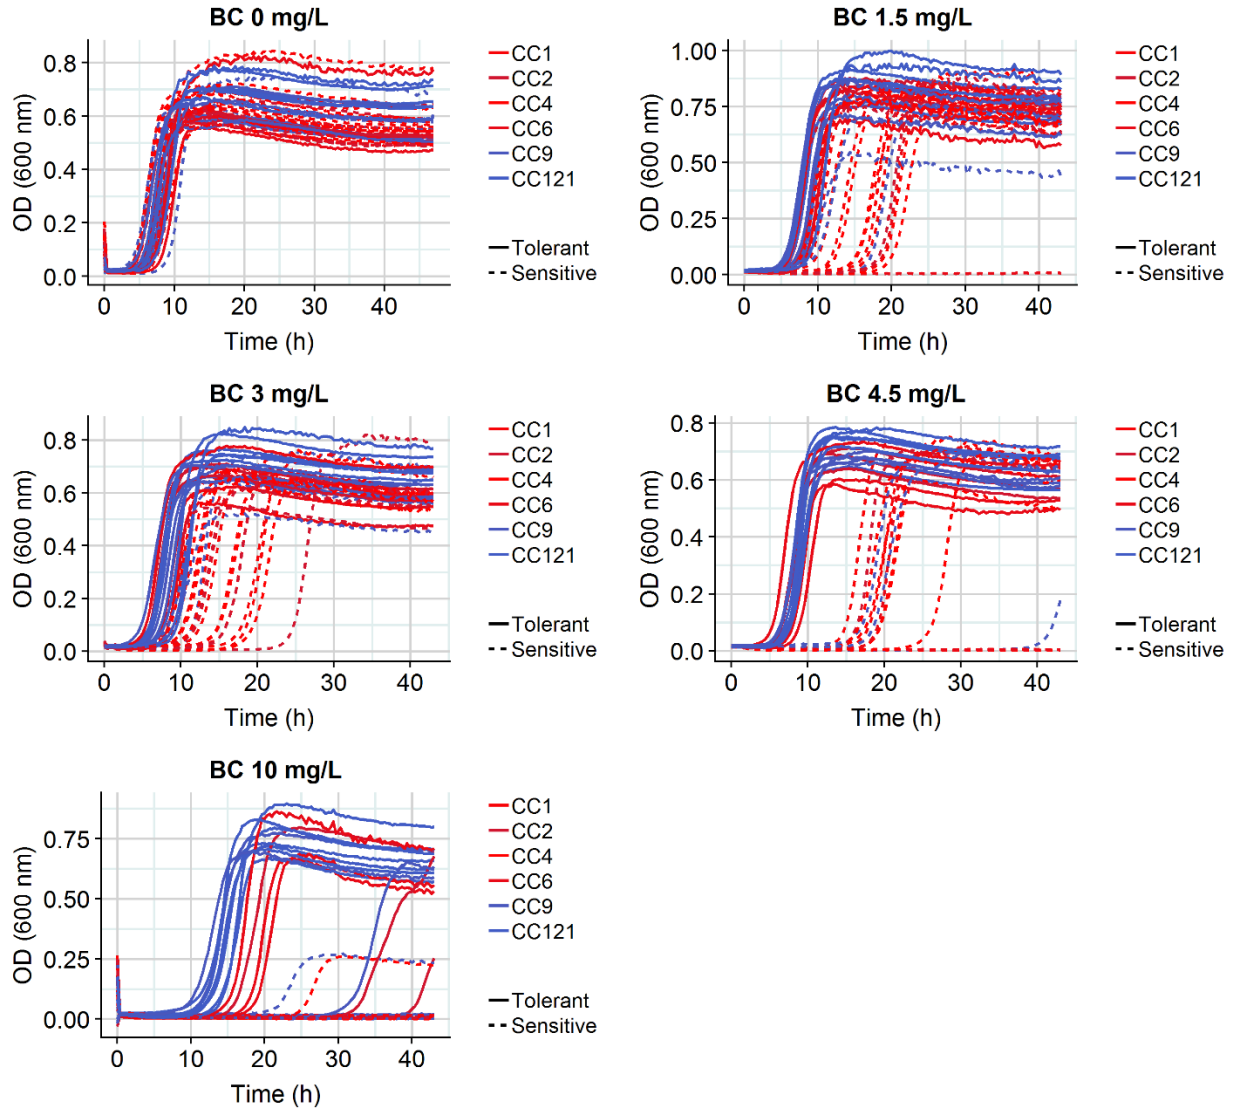 BC 0 mg/L
OD (600 nm)
0.8
0.6
0.4
0.2
0.0
0 10 20 30 40
Time (h)
CC1
CC2
CC4
CC6
CC9
CC121
Tolerant
Sensitive
BC 1.5 mg/L
OD (600 nm)
1.00
0.75
0.50
0.25
0.00
0 10 20 30 40
Time (h)
CC1
CC2
CC4
CC6
CC9
CC121
Tolerant
Sensitive
BC 3 mg/L
OD (600 nm)
0.8
0.6
0.4
0.2
0.0
0 10 20 30 40
Time (h)
CC1
CC2
CC4
CC6
CC9
CC121
Tolerant
Sensitive
BC 4.5 mg/L
OD (600 nm)
0.8
0.6
0.4
0.2
0.0
0 10 20 30 40
Time (h)
CC1
CC2
CC4
CC6
CC9
CC121
Tolerant
Sensitive
BC 10 mg/L
OD (600 nm)
0.75
0.50
0.25
0.00
0 10 20 30 40
Time (h)
CC1
CC2
CC4
CC6
CC9
CC121
Tolerant
Sensitive